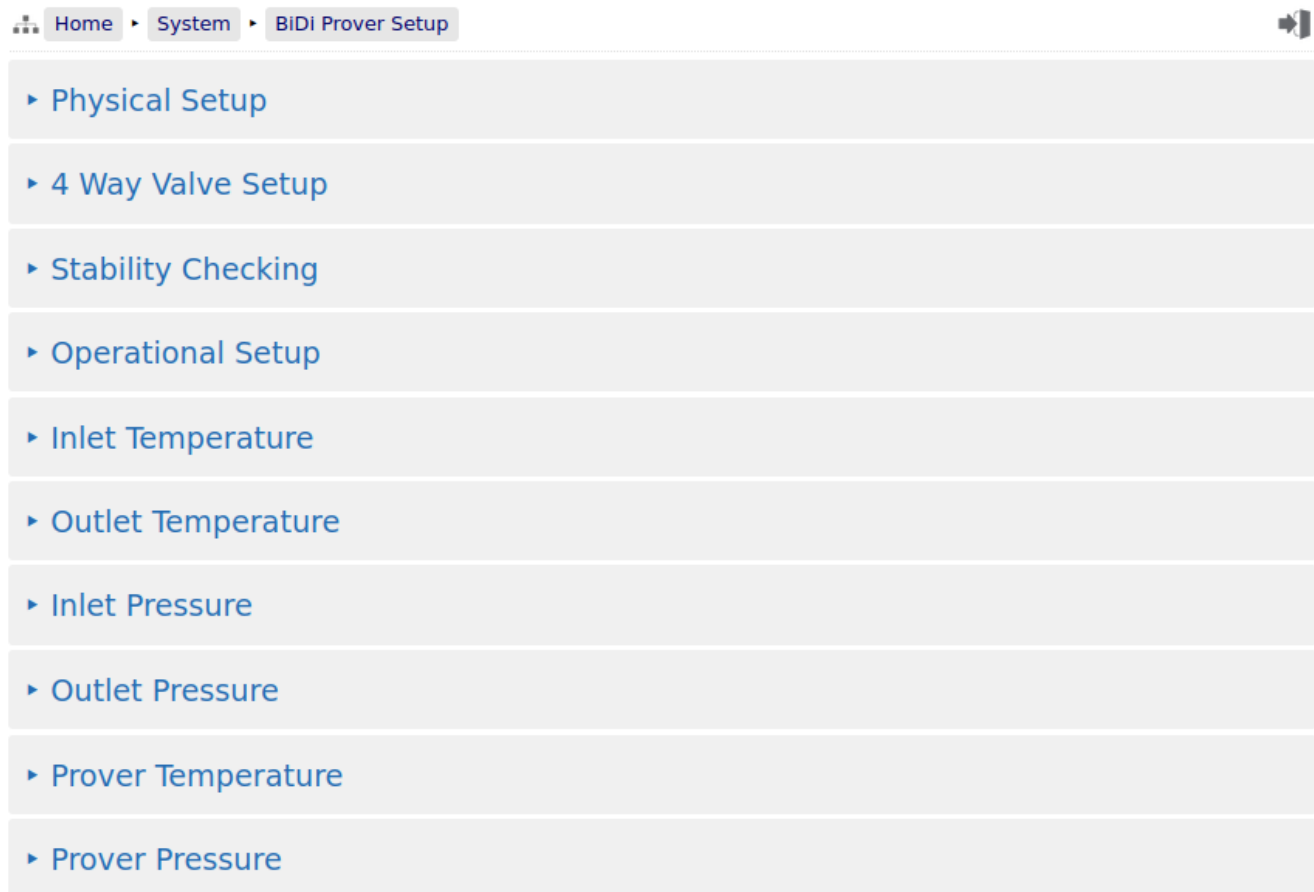 Home ‣ System ‣ BiDi Prover Setup
‣ Physical Setup
‣ 4 Way Valve Setup
‣ Stability Checking
‣ Operational Setup
‣ Inlet Temperature
‣ Outlet Temperature
‣ Inlet Pressure
‣ Outlet Pressure
‣ Prover Temperature
‣ Prover Pressure